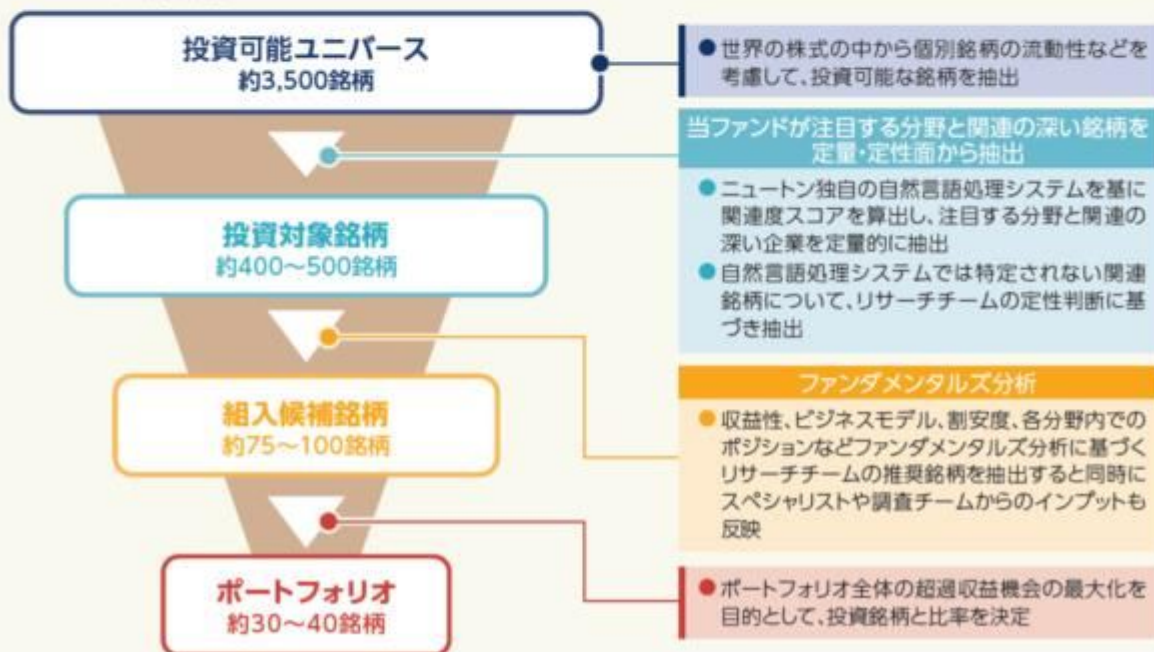 投資可能ユニバース
約3,500銘柄
●世界の株式の中から個別銘柄の流動性などを
考慮して、投資可能な銘柄を抽出
当ファンドが注目する分野と関連の深い銘柄を
定量・定性面から抽出
●ニュートン独自の自然言語処理システムを基に
関連度スコアを算出し、注目する分野と関連の
深い企業を定量的に抽出
●自然言語処理システムでは特定されない関連
銘柄について、リサーチチームの定性判断に基
づき抽出
投資対象銘柄
約400～500銘柄
ファンダメンタルズ分析
●収益性、ビジネスモデル、割安度、各分野内での
ポジションなどファンダメンタルズ分析に基づく
リサーチチームの推奨銘柄を抽出すると同時に
スペシャリストや調査チームからのインプットも
反映
組入候補銘柄
約75～100銘柄
●ポートフォリオ全体の超過収益機会の最大化を
目的として、投資銘柄と比率を決定
ポートフォリオ
約30～40銘柄